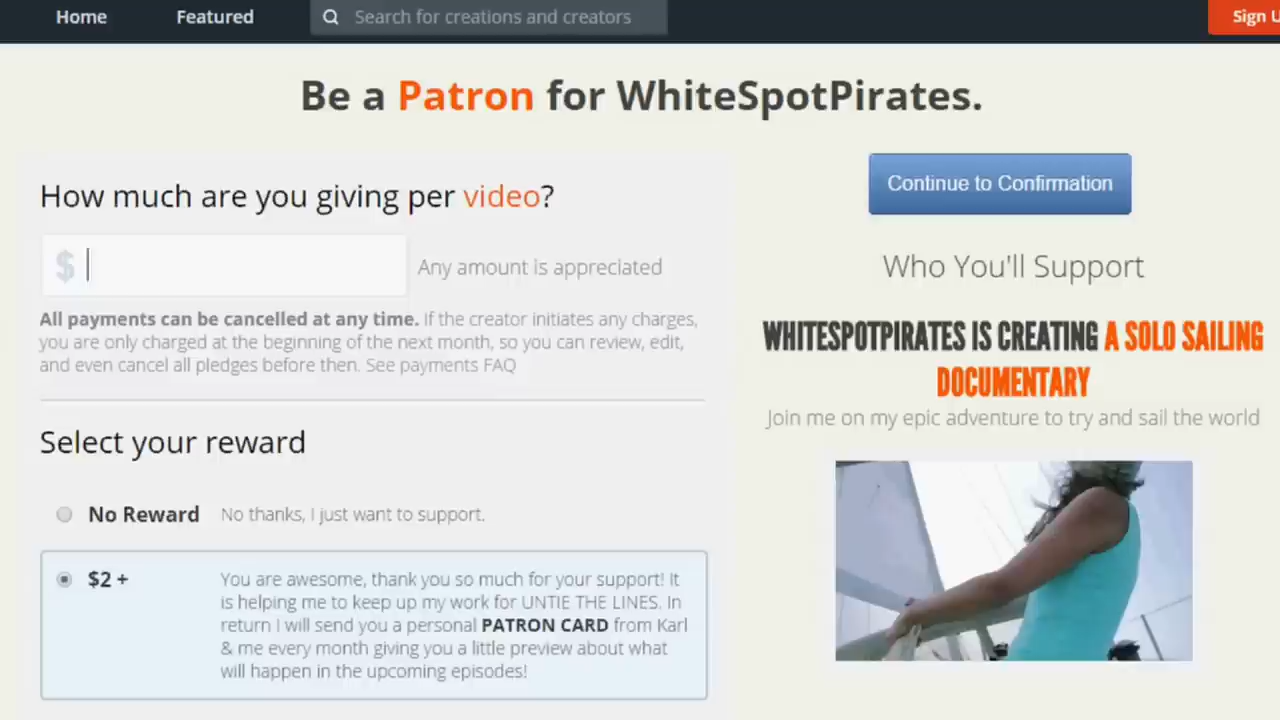 Home Featured Search for creations and creators Sign U
Be a Patron for WhiteSpotPirates.
How much are you giving per video?
$
Any amount is appreciated
All payments can be cancelled at any time. If the creator initiates any charges,
you are only charged at the beginning of the next month, so you can review, edit,
and even cancel all pledges before then. See payments FAQ
Select your reward
No Reward No thanks, I just want to support.
$2 + You are awesome, thank you so much for your support! It
is helping me to keep up my work for UNTIE THE LINES. In
return I will send you a personal PATRON CARD from Karl
& me every month giving you a little preview about what
will happen in the upcoming episodes!
Continue to Confirmation
Who You'll Support
WHITESPOTPIRATES IS CREATING A SOLO SAILING
DOCUMENTARY
Join me on my epic adventure to try and sail the world